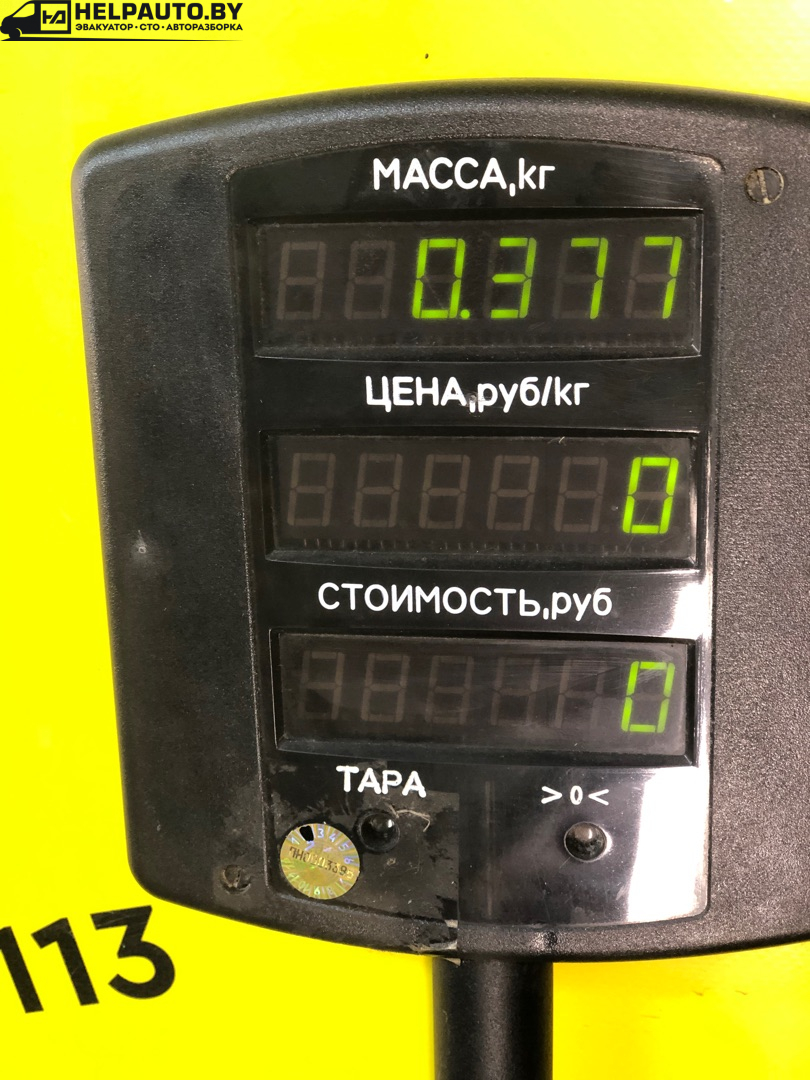 HELPAUTO.BY
ЭВАКУАТОР • СТО • АВТОРАЗБОРКА
МАССА,кг
0.377
ЦЕНА,руб/кг
0
СТОИМОСТЬ,руб
0
ТАРА
>0<
113